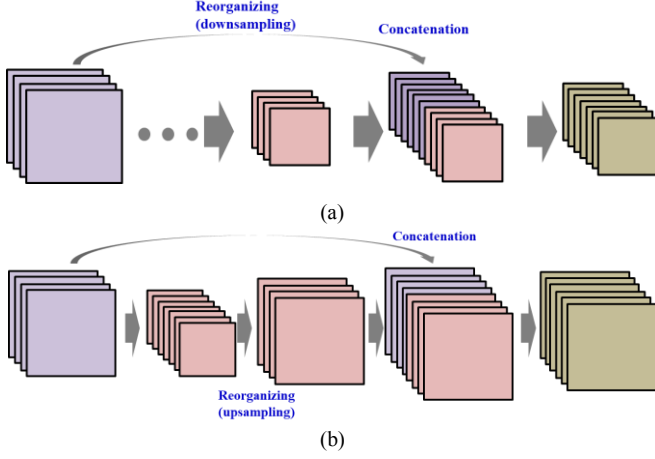 Reorganizing
(downsampling)
Concatenation
(a)
Concatenation
Reorganizing
(upsampling)
(b)